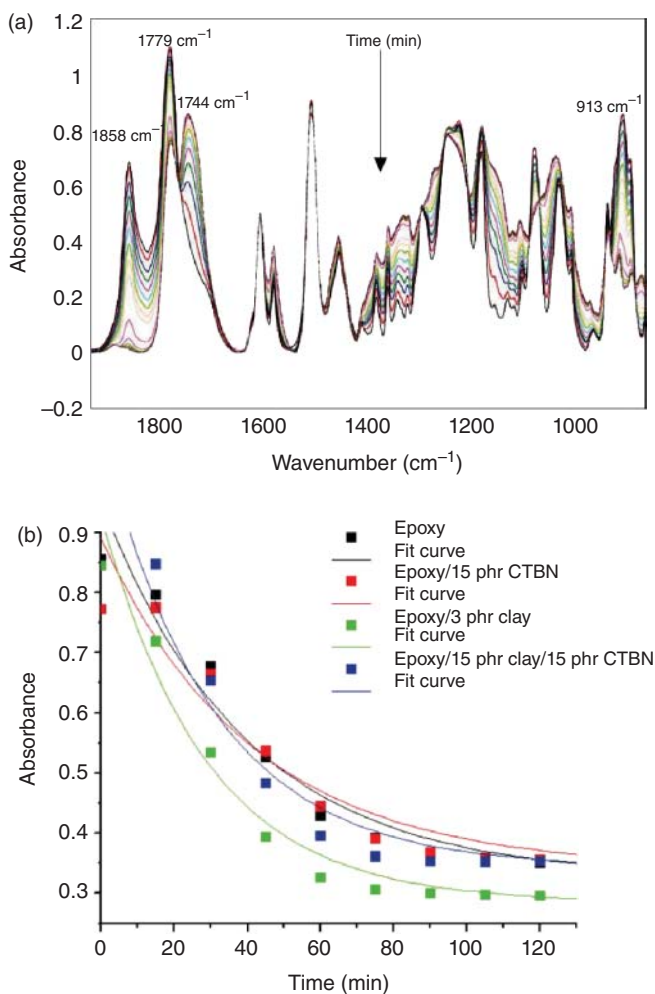 (a)
1.2
1
0.8
0.6
0.4
0.2
0
−0.2
Absorbance
1779 cm−1
Time (min)
1744 cm−1
913 cm−1
1858 cm−1
1800
1600
1400
1200
1000
Wavenumber (cm−1)
(b)
0.9
0.8
0.7
0.6
0.5
0.4
0.3
Absorbance
Epoxy
Fit curve
Epoxy/15 phr CTBN
Fit curve
Epoxy/3 phr clay
Fit curve
Epoxy/15 phr clay/15 phr CTBN
Fit curve
0
20
40
60
80
100
120
Time (min)